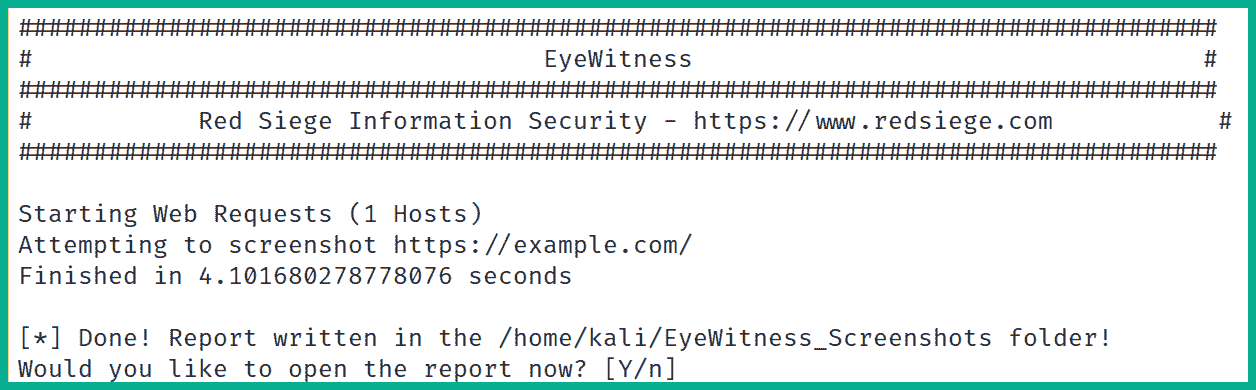 ################################################################################
#                                  EyeWitness                                  #
################################################################################
#           Red Siege Information Security - https://www.redsiege.com           #
################################################################################
Starting Web Requests (1 Hosts)
Attempting to screenshot https://example.com/
Finished in 4.101680278778076 seconds
[*] Done! Report written in the /home/kali/EyeWitness_Screenshots folder!
Would you like to open the report now? [Y/n]